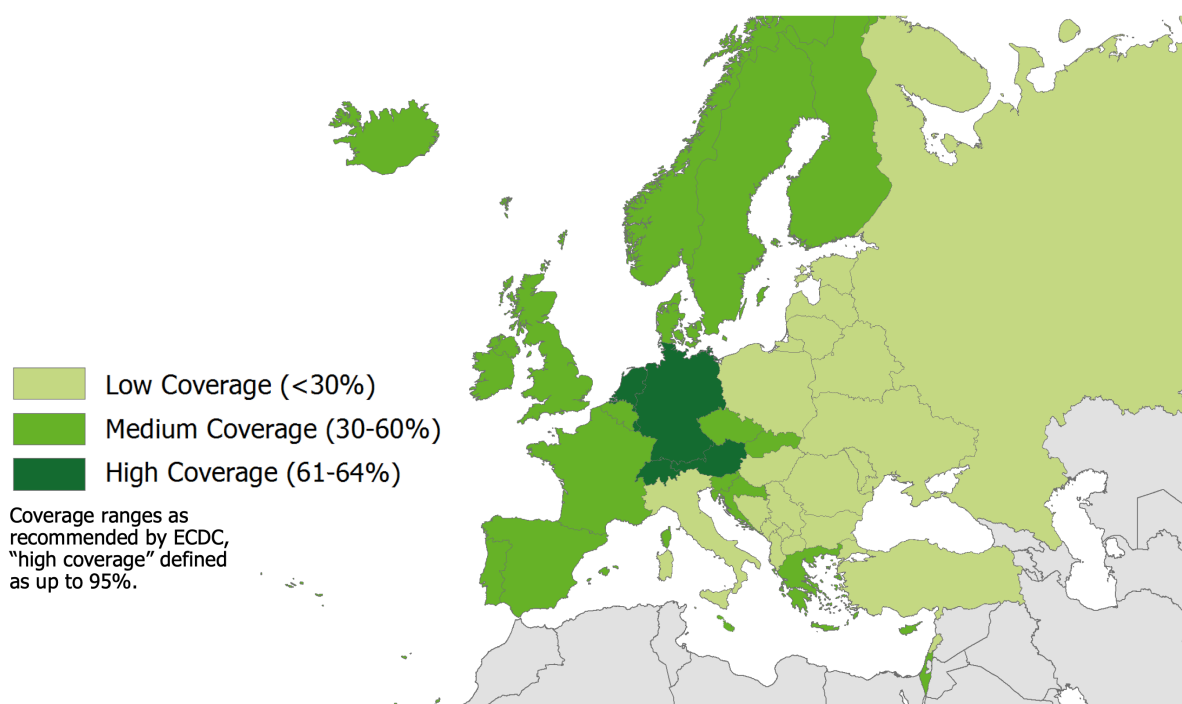 Low Coverage (<30%)
Medium Coverage (30-60%)
High Coverage (61-64%)
Coverage ranges as
recommended by ECDC,
“high coverage” defined
as up to 95%.